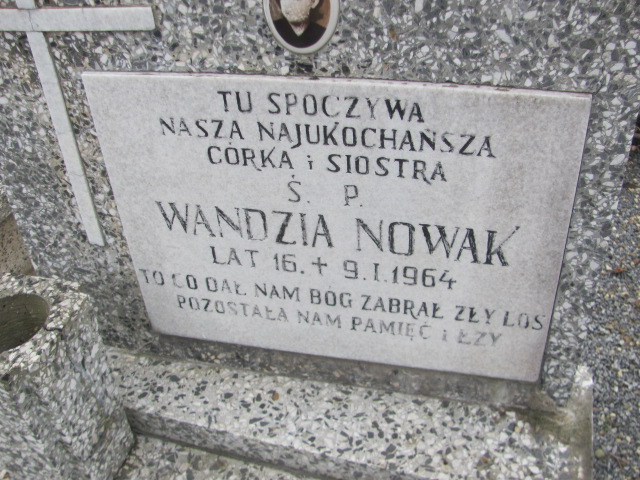 TU SPOCZYWA
NASZA NAJUKOCHAŃSZA
CÓRKA i SIOSTRA
Ś. P.
WANDZIA NOWAK
LAT 16. + 9.I.1964
TO CO DAŁ NAM BÓG ZABRAŁ ZŁY LOS
POZOSTAŁA NAM PAMIĘĆ i ŁZY